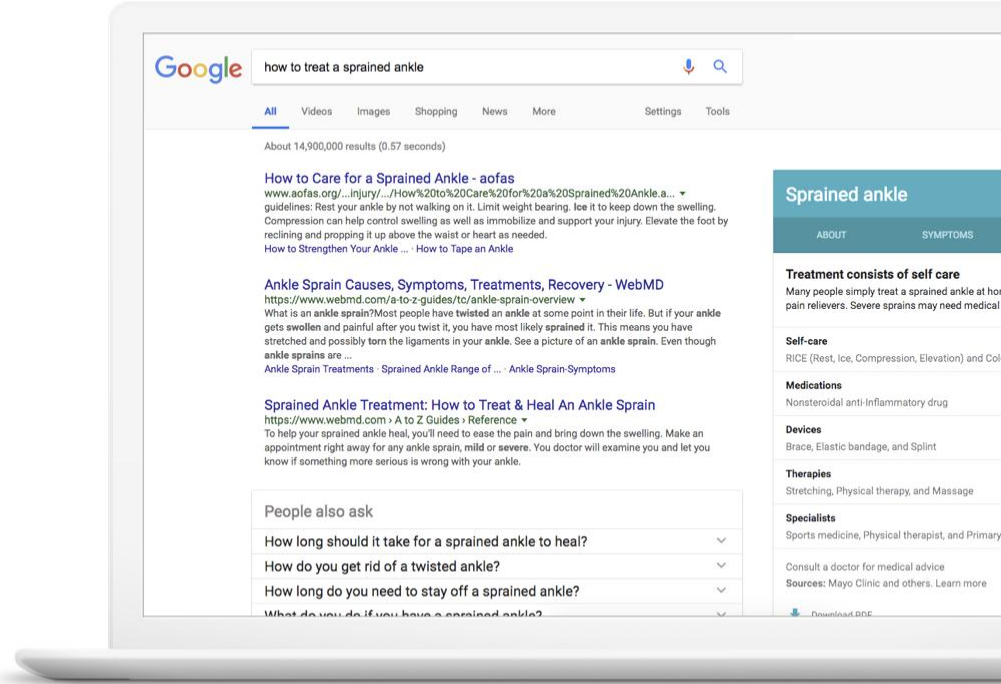 Google
how to treat a sprained ankle
All Videos Images Shopping News More Settings Tools
About 14,900,000 results (0.57 seconds)
How to Care for a Sprained Ankle - aofas
www.aofas.org/...injury/.../How%20to%20Care%20for%20a%20Sprained%20Ankle.a...
guidelines: Rest your ankle by not walking on it. Limit weight bearing. Ice it to keep down the swelling.
Compression can help control swelling as well as immobilize and support your injury. Elevate the foot by
reclining and propping it up above the waist or heart as needed.
How to Strengthen Your Ankle ... · How to Tape an Ankle
Ankle Sprain Causes, Symptoms, Treatments, Recovery - WebMD
https://www.webmd.com/a-to-z-guides/tc/ankle-sprain-overview
What is an ankle sprain?Most people have twisted an ankle at some point in their life. But if your ankle
gets swollen and painful after you twist it, you have most likely sprained it. This means you have
stretched and possibly torn the ligaments in your ankle. See a picture of an ankle sprain. Even though
ankle sprains are ...
Ankle Sprain Treatments · Sprained Ankle Range of ... · Ankle Sprain-Symptoms
Sprained Ankle Treatment: How to Treat & Heal An Ankle Sprain
https://www.webmd.com › A to Z Guides › Reference
To help your sprained ankle heal, you'll need to ease the pain and bring down the swelling. Make an
appointment right away for any ankle sprain, mild or severe. You doctor will examine you and let you
know if something more serious is wrong with your ankle.
People also ask
How long should it take for a sprained ankle to heal?
How do you get rid of a twisted ankle?
How long do you need to stay off a sprained ankle?
What do you do if you have a sprained ankle?
Sprained ankle
ABOUT SYMPTOMS
Treatment consists of self care
Many people simply treat a sprained ankle at
pain relievers. Severe sprains may need medical
Self-care
RICE (Rest, Ice, Compression, Elevation) and
Medications
Nonsteroidal anti-Inflammatory drug
Devices
Brace, Elastic bandage, and Splint
Therapies
Stretching, Physical therapy, and Massage
Specialists
Sports medicine, Physical therapist, and Primary
Consult a doctor for medical advice
Sources: Mayo Clinic and others. Learn more
Download PDF